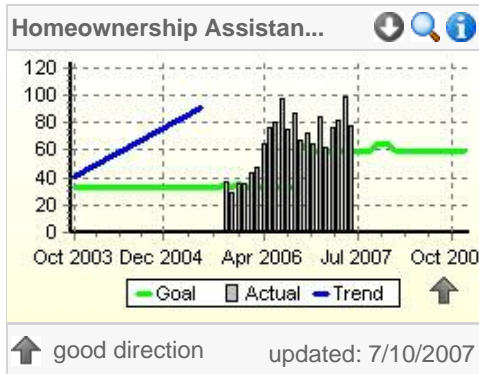 Homeownership Assistan...
120
100
80
60
40
20
0
Oct 2003 Dec 2004 Apr 2006 Jul 2007 Oct 200
Goal Actual Trend
good direction updated: 7/10/2007